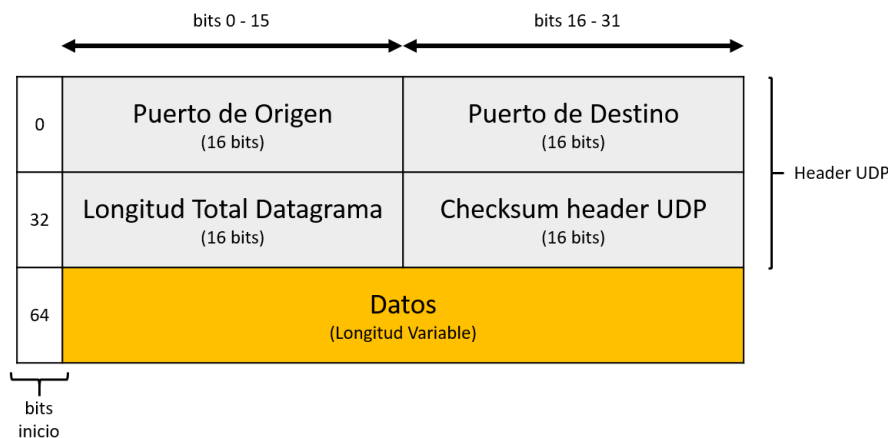 bits 0 - 15
bits 16 - 31
0
Puerto de Origen
(16 bits)
Puerto de Destino
(16 bits)
Header UDP
32
Longitud Total Datagrama
(16 bits)
Checksum header UDP
(16 bits)
64
Datos
(Longitud Variable)
bits
inicio